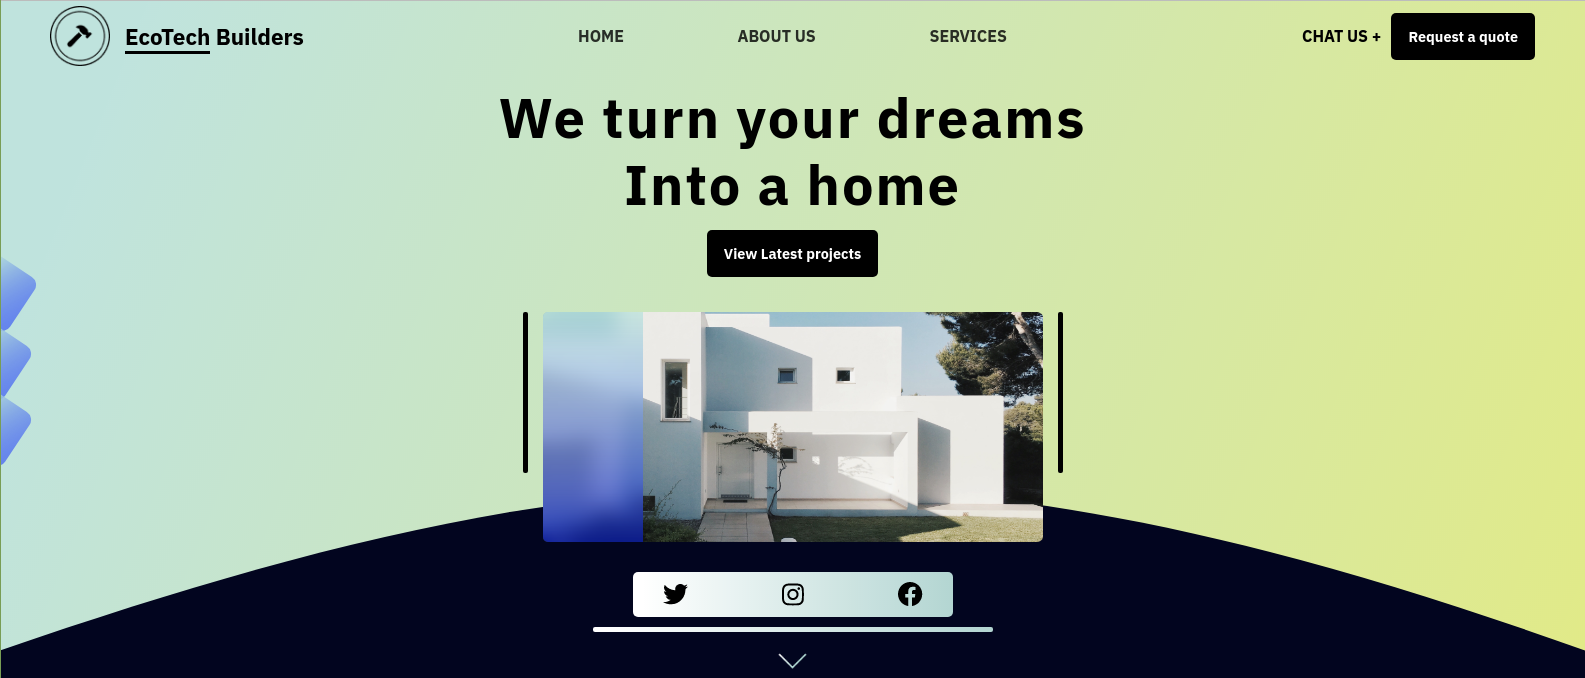 EcoTech Builders
HOME
ABOUT US
SERVICES
CHAT US +
Request a quote
We turn your dreams
Into a home
View Latest projects